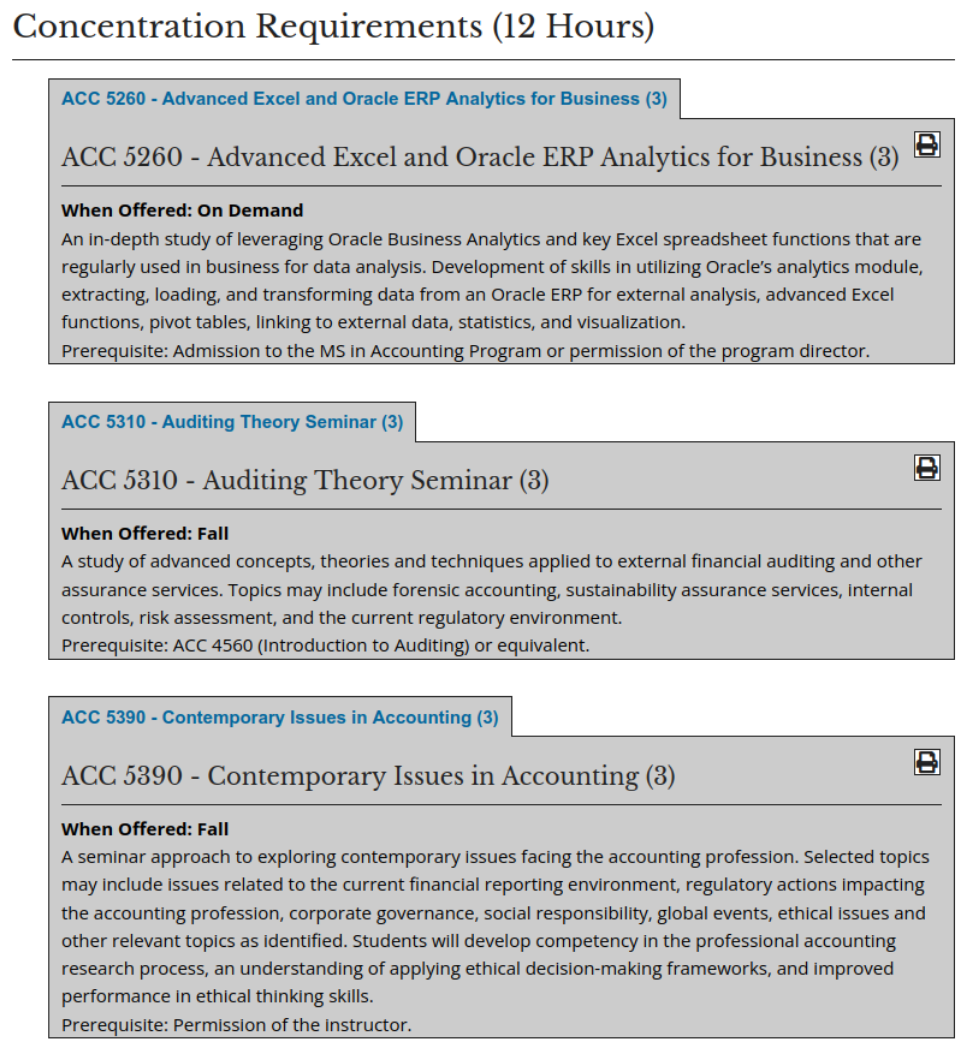 Concentration Requirements (12 Hours)
ACC 5260 - Advanced Excel and Oracle ERP Analytics for Business (3)
ACC 5260 - Advanced Excel and Oracle ERP Analytics for Business (3)
When Offered: On Demand
An in-depth study of leveraging Oracle Business Analytics and key Excel spreadsheet functions that are
regularly used in business for data analysis. Development of skills in utilizing Oracle’s analytics module,
extracting, loading, and transforming data from an Oracle ERP for external analysis, advanced Excel
functions, pivot tables, linking to external data, statistics, and visualization.
Prerequisite: Admission to the MS in Accounting Program or permission of the program director.
ACC 5310 - Auditing Theory Seminar (3)
ACC 5310 - Auditing Theory Seminar (3)
When Offered: Fall
A study of advanced concepts, theories and techniques applied to external financial auditing and other
assurance services. Topics may include forensic accounting, sustainability assurance services, internal
controls, risk assessment, and the current regulatory environment.
Prerequisite: ACC 4560 (Introduction to Auditing) or equivalent.
ACC 5390 - Contemporary Issues in Accounting (3)
ACC 5390 - Contemporary Issues in Accounting (3)
When Offered: Fall
A seminar approach to exploring contemporary issues facing the accounting profession. Selected topics
may include issues related to the current financial reporting environment, regulatory actions impacting
the accounting profession, corporate governance, social responsibility, global events, ethical issues and
other relevant topics as identified. Students will develop competency in the professional accounting
research process, an understanding of applying ethical decision-making frameworks, and improved
performance in ethical thinking skills.
Prerequisite: Permission of the instructor.